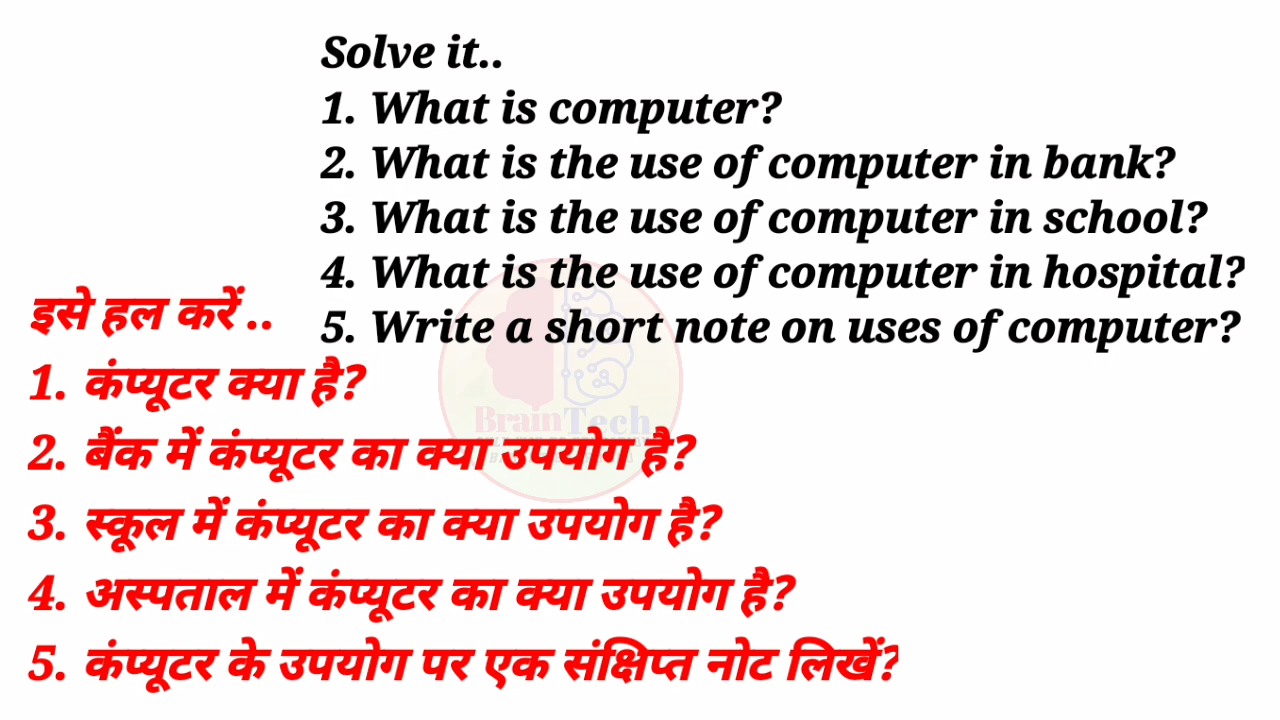 Solve it..
1. What is computer?
2. What is the use of computer in bank?
3. What is the use of computer in school?
4. What is the use of computer in hospital?
5. Write a short note on uses of computer?
इसे हल करें ..
1. कंप्यूटर क्या है?
2. बैंक में कंप्यूटर का क्या उपयोग है?
3. स्कूल में कंप्यूटर का क्या उपयोग है?
4. अस्पताल में कंप्यूटर का क्या उपयोग है?
5. कंप्यूटर के उपयोग पर एक संक्षिप्त नोट लिखें?
BrainTech